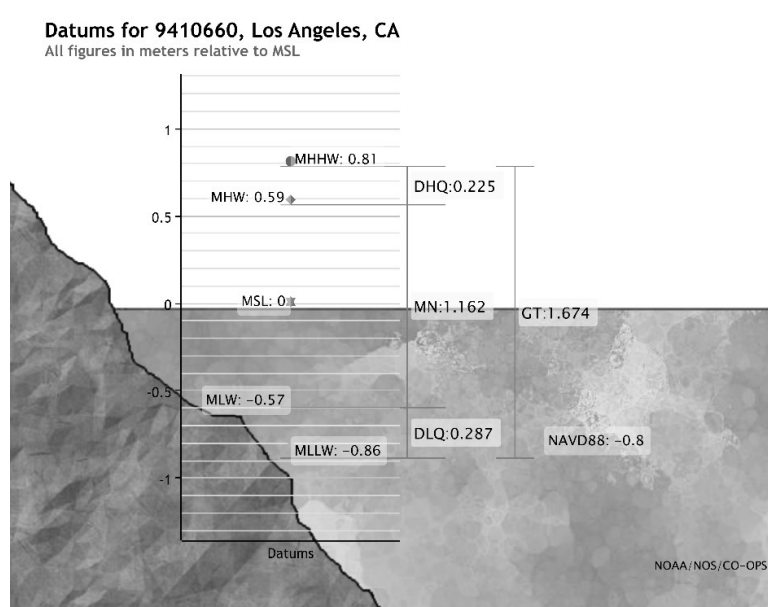 Datums for 9410660, Los Angeles, CA
All figures in meters relative to MSL
1
MHHW: 0.81
DHQ:0.225
MHW: 0.59
0.5
MSL: 0
0
MN:1.162
GT:1.674
-0.5
MLW: −0.57
DLQ:0.287
NAVD88: −0.8
MLLW: −0.86
-1
Datums
NOAA/NOS/CO-OPS